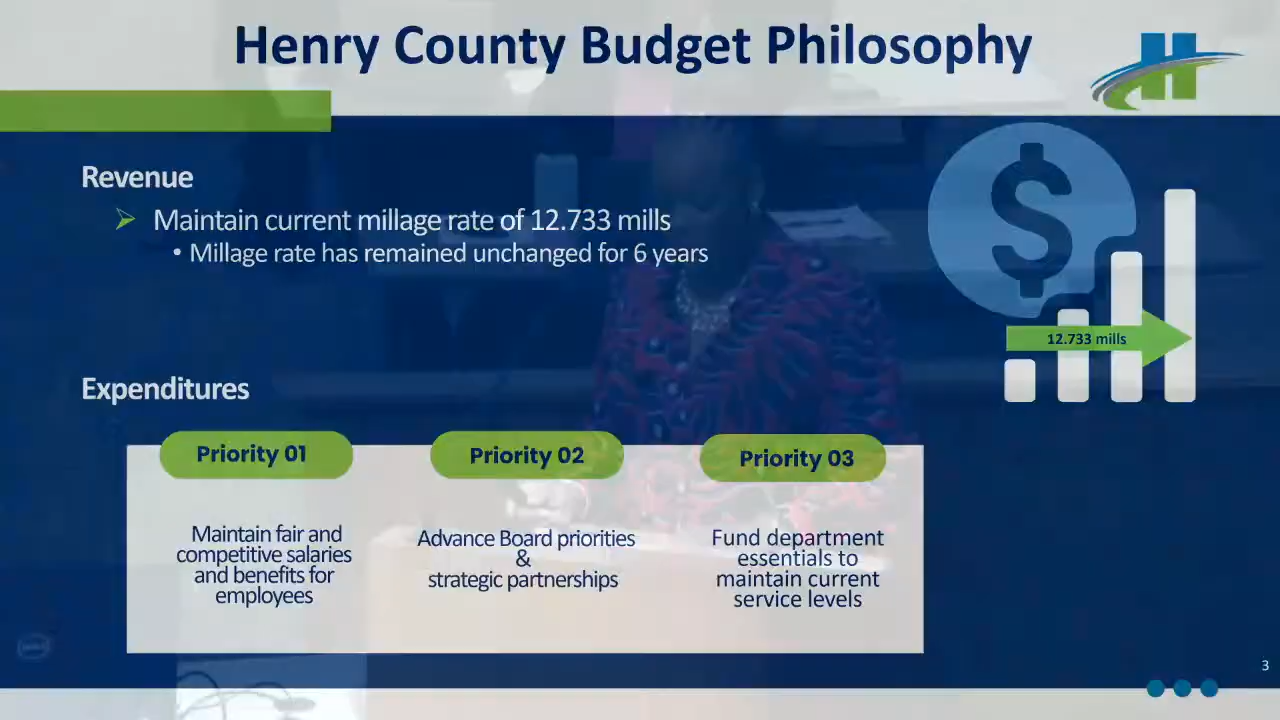 Henry County Budget Philosophy
Revenue
Maintain current millage rate of 12.733 mills
• Millage rate has remained unchanged for 6 years
12.733 mills
Expenditures
Priority 01
Maintain fair and
competitive salaries
and benefits for
employees
Priority 02
Advance Board priorities
&
strategic partnerships
Priority 03
Fund department
essentials to
maintain current
service levels
3